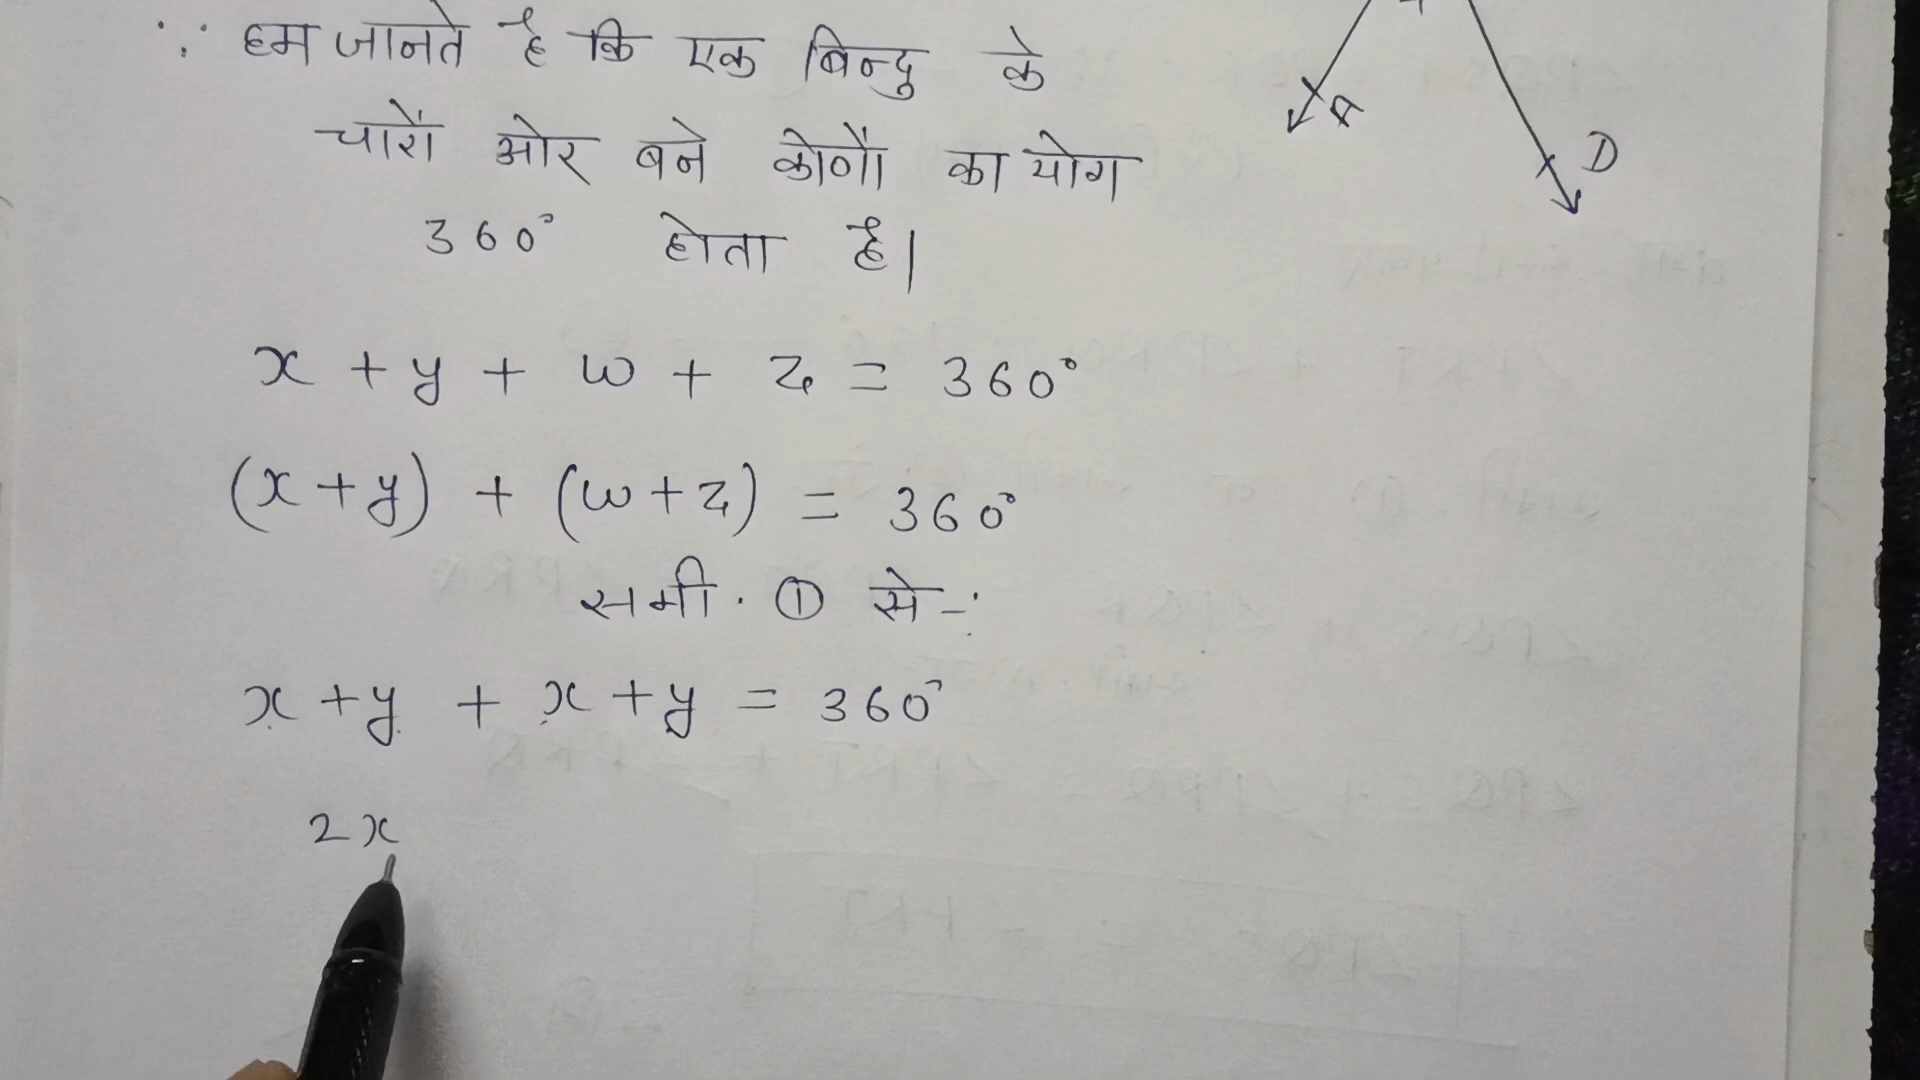 ∵ हम जानते है कि एक बिन्दु के
चारों ओर बने कोणों का योग
360° होता है।
x + y + w + z = 360°
(x + y) + (w + z) = 360°
समी. ① से -:
x + y + x + y = 360°
2x
A
D